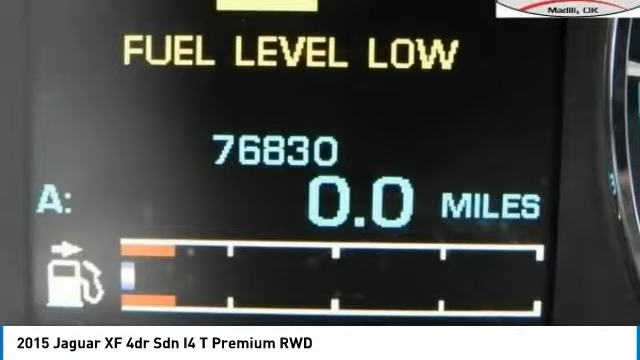 Madill, OK
FUEL LEVEL LOW
76830
A: 0.0 MILES
2015 Jaguar XF 4dr Sdn I4 T Premium RWD